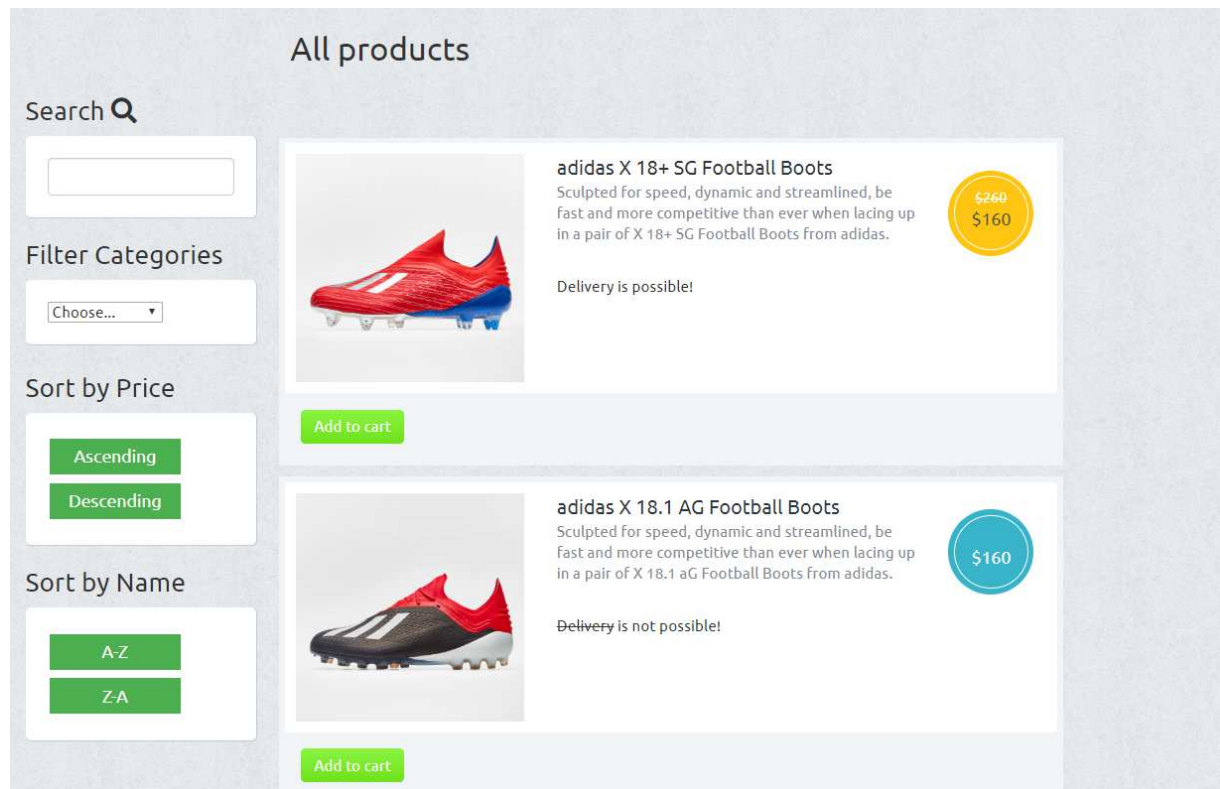 All products
Search
Filter Categories
Choose...
Sort by Price
Ascending
Descending
Sort by Name
A-Z
Z-A
adidas X 18+ SG Football Boots
Sculpted for speed, dynamic and streamlined, be
fast and more competitive than ever when lacing up
in a pair of X 18+ SG Football Boots from adidas.
$260
$160
Delivery is possible!
Add to cart
adidas X 18.1 AG Football Boots
Sculpted for speed, dynamic and streamlined, be
fast and more competitive than ever when lacing up
in a pair of X 18.1 aG Football Boots from adidas.
$160
Delivery is not possible!
Add to cart